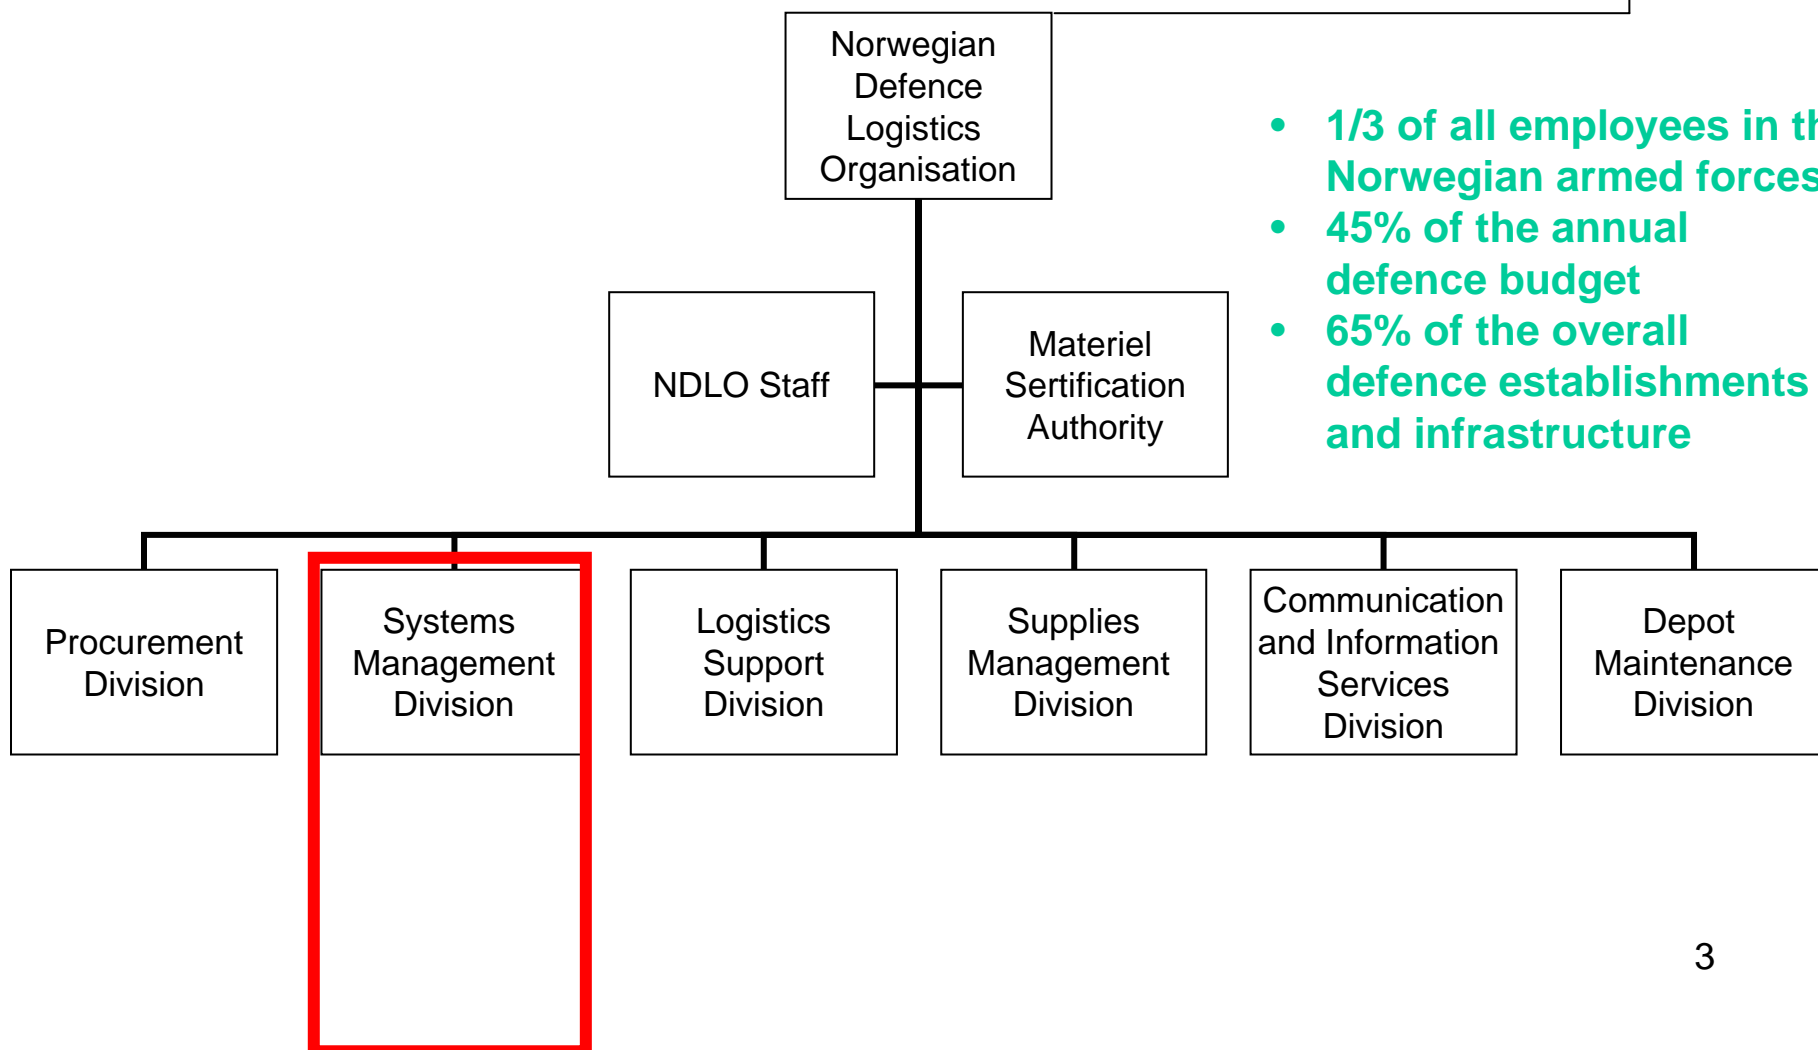 Norwegian
Defence
Logistics
Organisation
• 1/3 of all employees in
Norwegian armed forces
• 45% of the annual
defence budget
• 65% of the overall
defence establishments
and infrastructure
NDLO Staff
Materiel
Sertification
Authority
Procurement
Division
Systems
Management
Division
Logistics
Support
Division
Supplies
Management
Division
Communication
and Information
Services
Division
Depot
Maintenance
Division
3